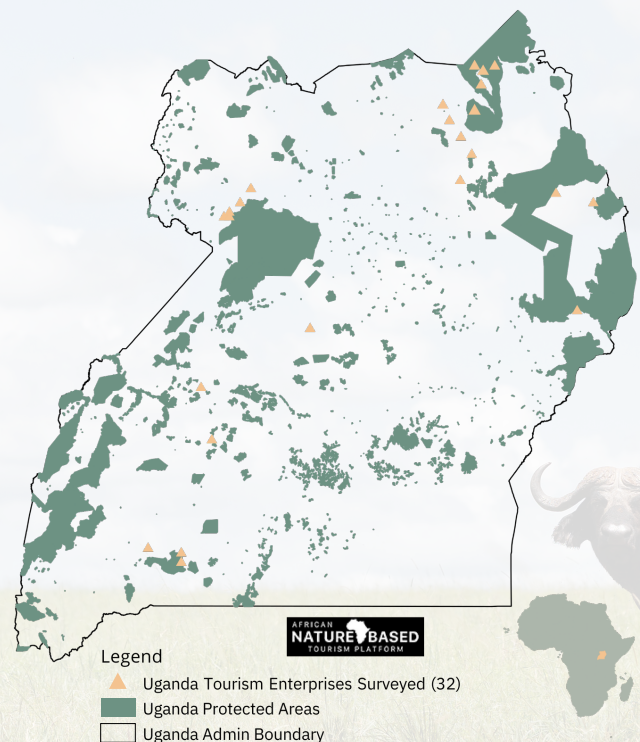 AFRICAN
NATURE BASED
TOURISM PLATFORM
Legend
Uganda Tourism Enterprises Surveyed (32)
Uganda Protected Areas
Uganda Admin Boundary